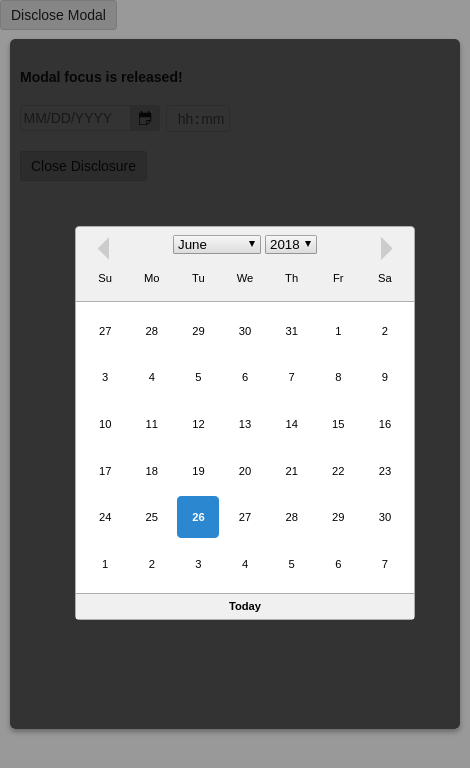 Disclose Modal
Modal focus is released!
MM/DD/YYYY hh:mm
Close Disclosure
June 2018
Su Mo Tu We Th Fr Sa
27 28 29 30 31 1 2
3 4 5 6 7 8 9
10 11 12 13 14 15 16
17 18 19 20 21 22 23
24 25 26 27 28 29 30
1 2 3 4 5 6 7
Today